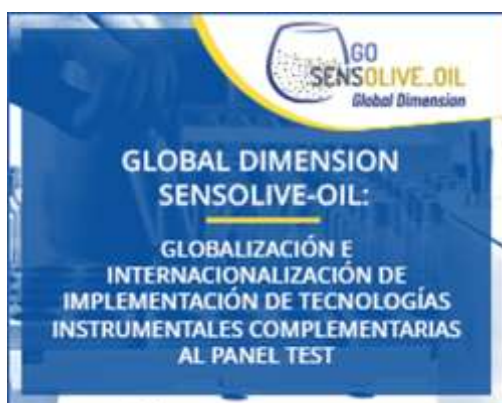 GO
SENSOLIVE_OIL
Global Dimension
GLOBAL DIMENSION
SENSOLIVE-OIL:
GLOBALIZACIÓN E
INTERNACIONALIZACIÓN DE
IMPLEMENTACIÓN DE TECNOLOGÍAS
INSTRUMENTALES COMPLEMENTARIAS
AL PANEL TEST